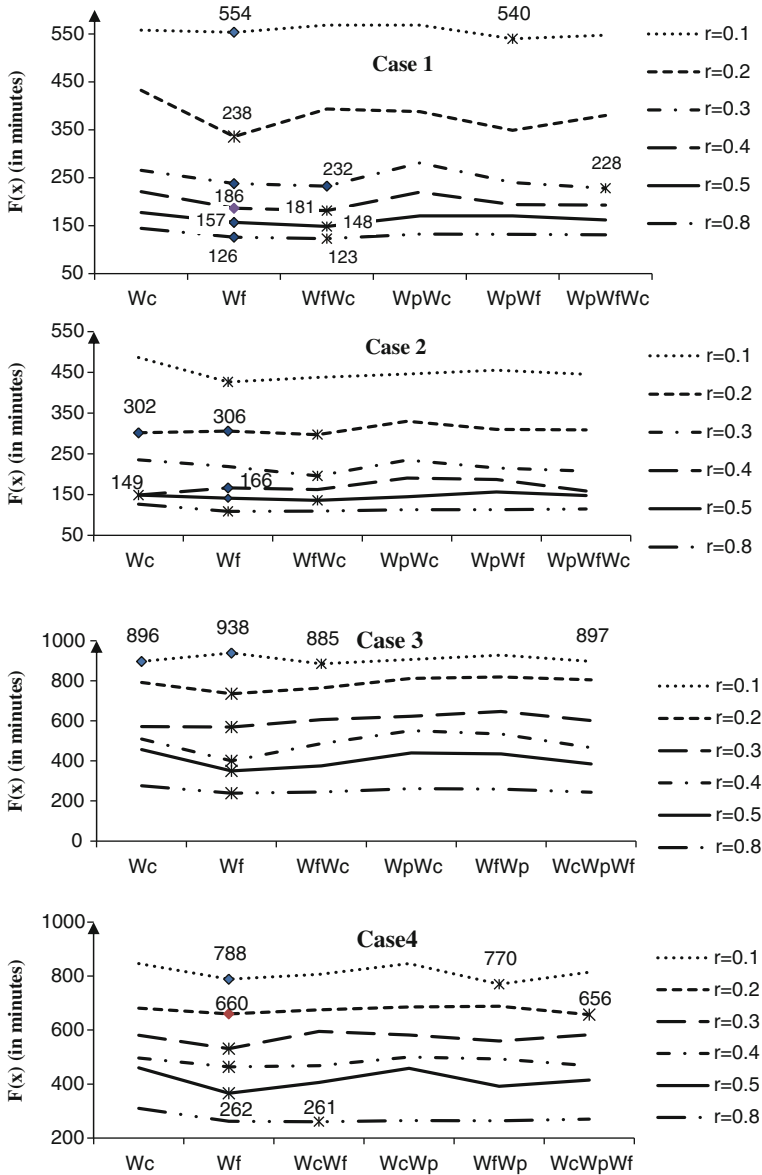 554
540
Case 1
550
450
350
250
150
50
F(x) (in minutes)
238
232
228
186
181
157
148
126
123
Wc Wf WfWc WpWc WpWf WpWfWc
r=0.1
r=0.2
r=0.3
r=0.4
r=0.5
r=0.8
Case 2
550
450
350
250
150
50
F(x) (in minutes)
302
306
149
166
Wc Wf WfWc WpWc WpWf WpWfWc
r=0.1
r=0.2
r=0.3
r=0.4
r=0.5
r=0.8
Case 3
1000
800
600
400
200
0
F(x) (in minutes)
896
938
885
897
Wc Wf WfWc WpWc WfWp WcWpWf
r=0.1
r=0.2
r=0.3
r=0.4
r=0.5
r=0.8
Case4
1000
800
600
400
200
F(x) (in minutes)
788
770
660
656
262
261
Wc Wf WcWf WcWp WfWp WcWpWf
r=0.1
r=0.2
r=0.3
r=0.4
r=0.5
r=0.8